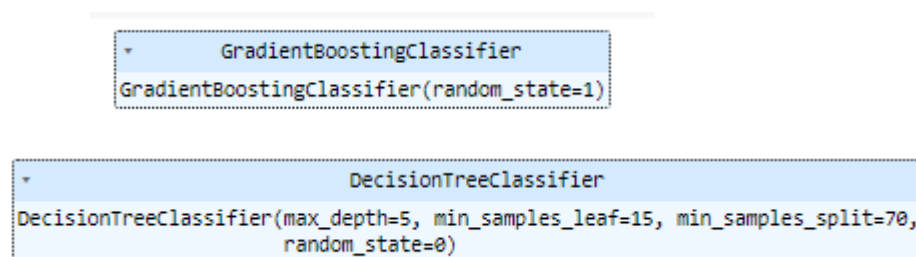 GradientBoostingClassifier
GradientBoostingClassifier(random_state=1)
DecisionTreeClassifier
DecisionTreeClassifier(max_depth=5, min_samples_leaf=15, min_samples_split=70,
random_state=0)